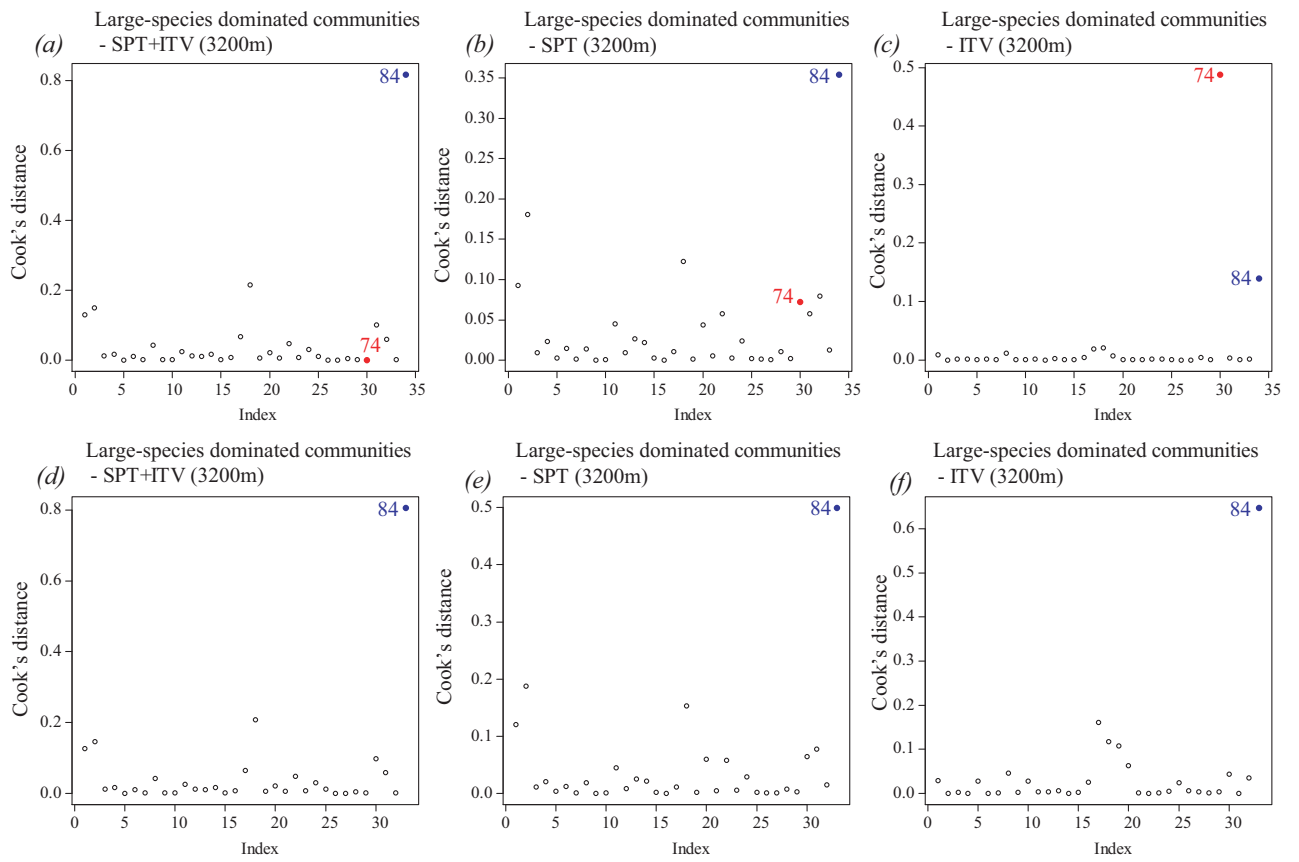 Large-species dominated communities
(a) - SPT+ITV (3200m)
Cook's distance
0.8
0.6
0.4
0.2
0.0
84
74
0 5 10 15 20 25 30 35
Index
Large-species dominated communities
(b) - SPT (3200m)
Cook's distance
0.35
0.30
0.25
0.20
0.15
0.10
0.05
0.00
84
74
0 5 10 15 20 25 30 35
Index
Large-species dominated communities
(c) - ITV (3200m)
Cook's distance
0.5
0.4
0.3
0.2
0.1
0.0
74
84
0 5 10 15 20 25 30 35
Index
Large-species dominated communities
(d) - SPT+ITV (3200m)
Cook's distance
0.8
0.6
0.4
0.2
0.0
84
0 5 10 15 20 25 30
Index
Large-species dominated communities
(e) - SPT (3200m)
Cook's distance
0.5
0.4
0.3
0.2
0.1
0.0
84
0 5 10 15 20 25 30
Index
Large-species dominated communities
(f) - ITV (3200m)
Cook's distance
0.6
0.5
0.4
0.3
0.2
0.1
0.0
84
0 5 10 15 20 25 30
Index